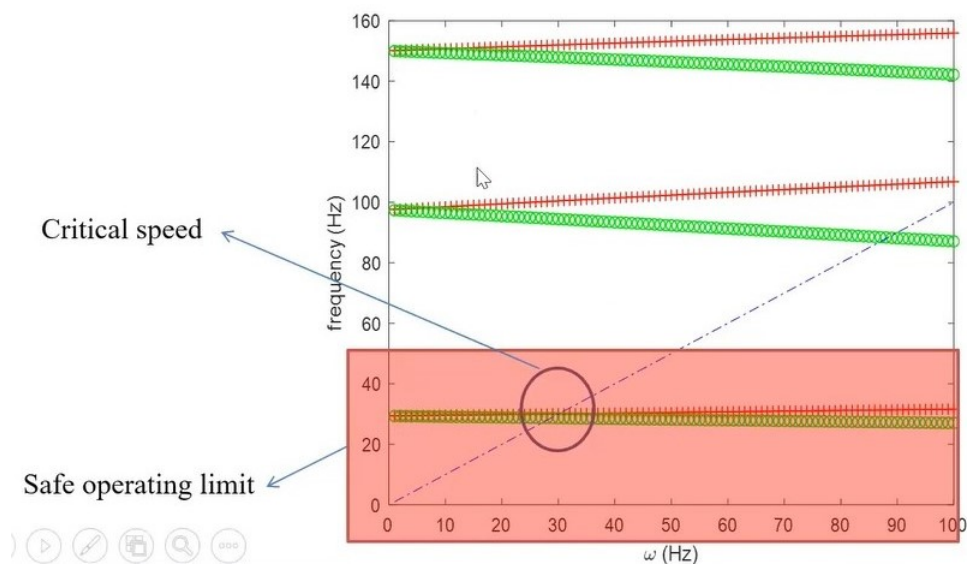 160
140
120
100
80
60
40
20
0
frequency (Hz)
Critical speed
Safe operating limit
0 10 20 30 40 50 60 70 80 90 100
ω (Hz)